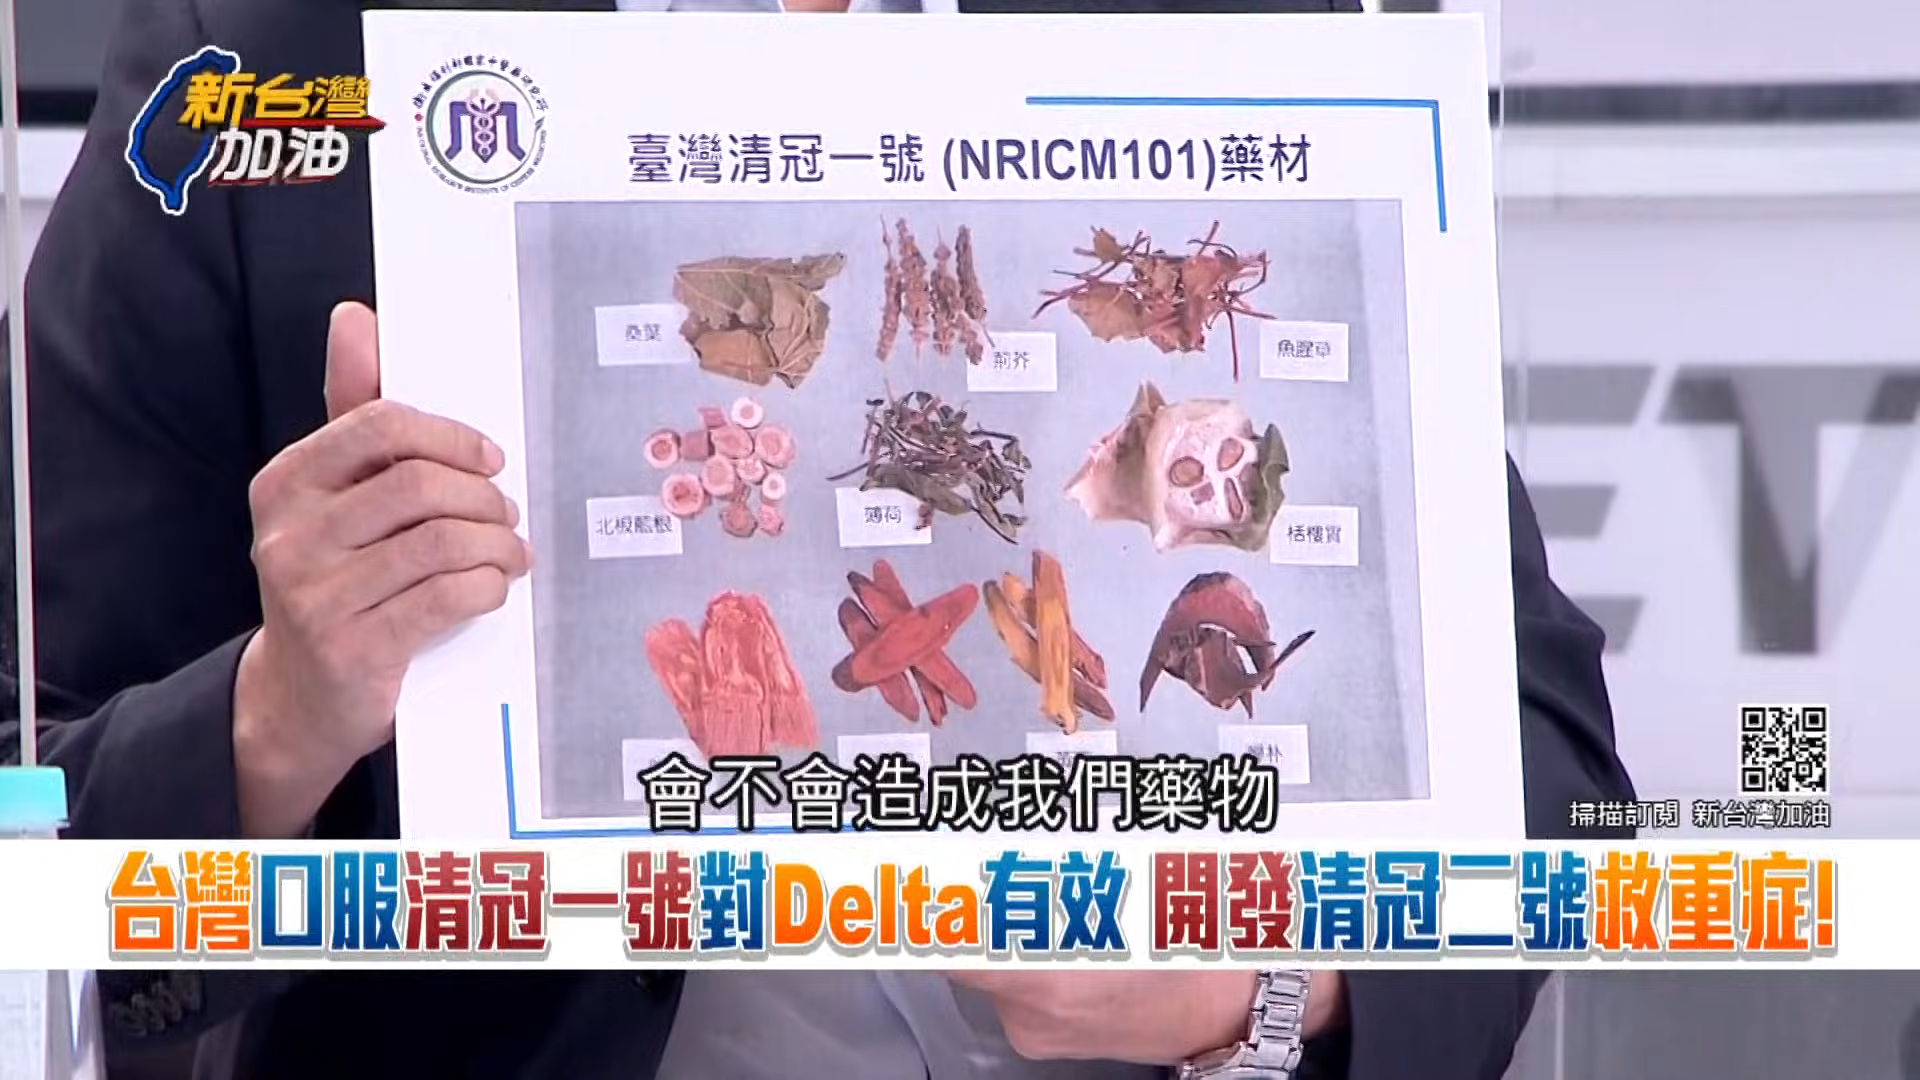 新台灣
加油
臺灣清冠一號 (NRICM101)藥材
桑葉
荊芥
魚腥草
北板藍根
薄荷
栝樓實
會不會造成我們藥物
掃描訂閱 新台灣加油
台灣口服清冠一號對Delta有效 開發清冠二號救重症!